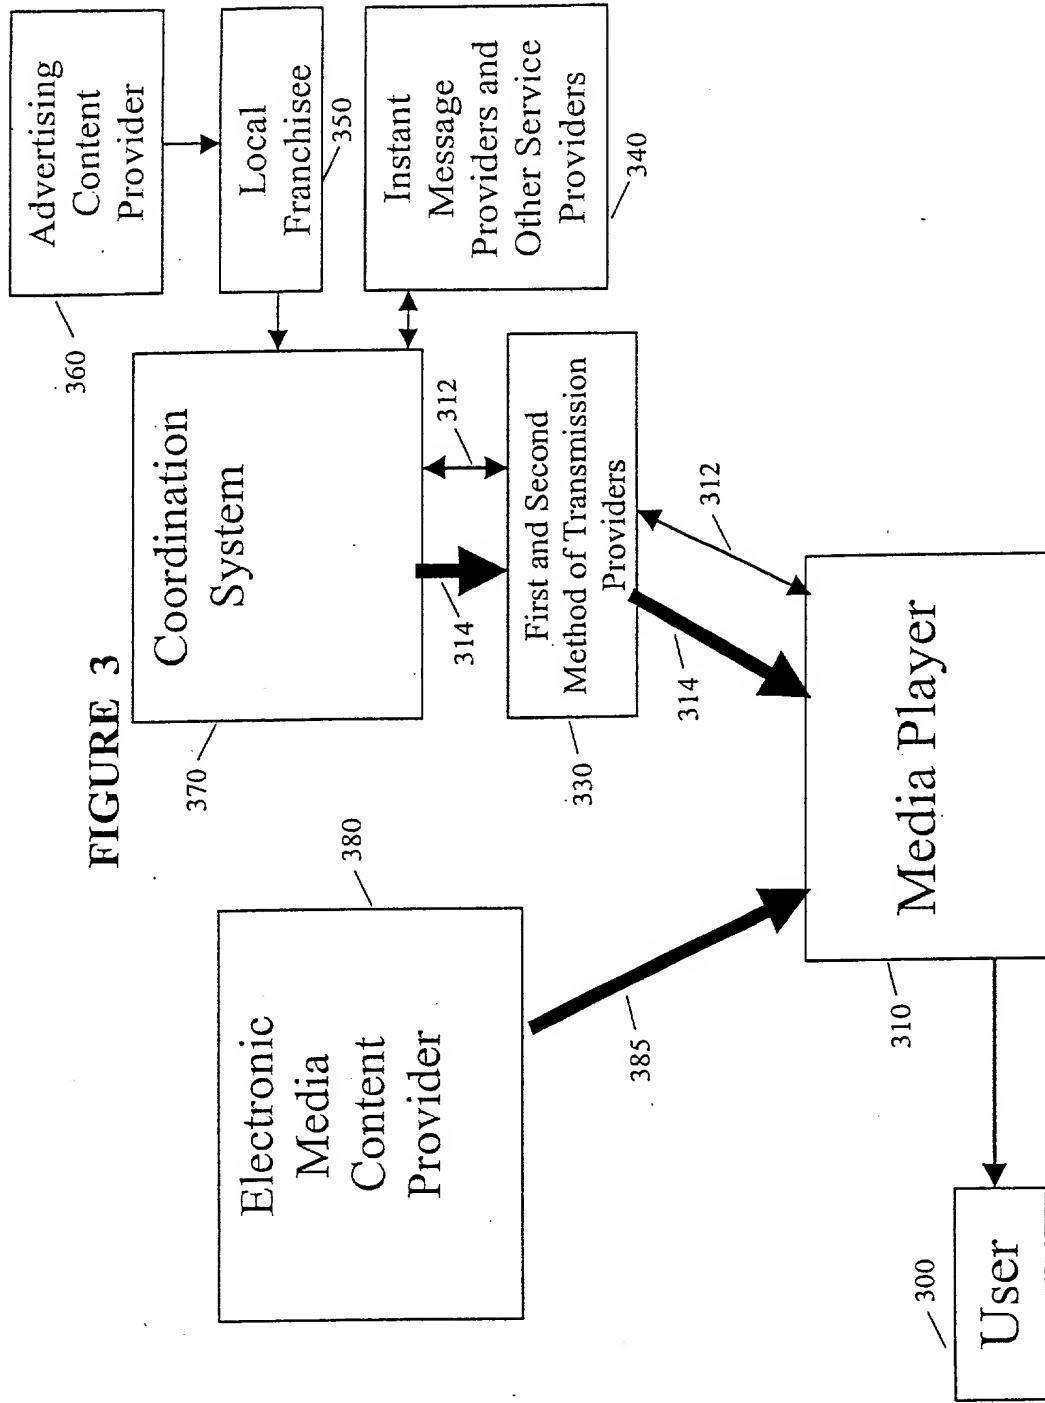 FIGURE 3
Electronic
Media
Content
Provider
380
385
Coordination
System
370
314
312
Advertising
Content
Provider
360
Local
Franchisee
350
Instant
Message
Providers and
Other Service
Providers
340
First and Second
Method of Transmission
Providers
330
314
312
Media Player
310
User
300